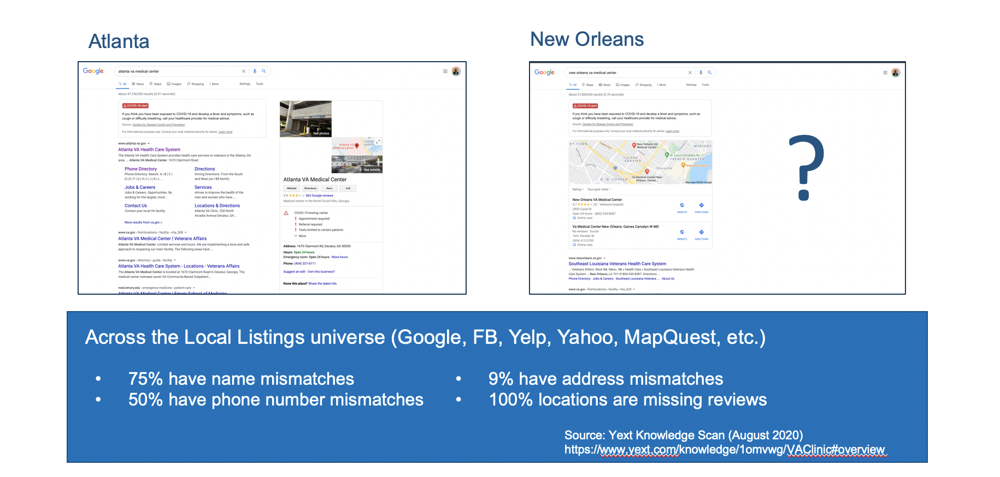 Atlanta
Google
atlanta va medical center
All News Maps Images Shopping More Settings Tools
About 47,100,000 results (0.91 seconds)
COVID-19 alert
If you think you have been exposed to COVID-19 and develop a fever and symptoms, such as
cough or difficulty breathing, call your healthcare provider for medical advice.
Source: Centers for Disease Control and Prevention
For informational purposes only. Consult your local medical authority for advice. Learn more
www.atlanta.va.gov
Atlanta VA Health Care System
The Atlanta VA Health Care System provides health care services to veterans in the Atlanta, GA
area. ... Atlanta VA Medical Center. 1670 Clairmont Road
Phone Directory
Phone Directory. Search. A | B | C |
D | E | F | G | H | I | J | K | L ...
Directions
Driving Directions. From the South
and West (on I-85 North).
Jobs & Careers
Jobs & Careers. Opportunities. By
working for the largest, most ...
Services
strives to improve the health of the
men and women who have ...
Contact Us
Contact your local VA facility.
Locations & Directions
Atlanta VA Clinic. 250 North
Arcadia Avenue Decatur, GA ...
More results from va.gov »
www.va.gov › find-locations › facility › vha_508
Atlanta VA Medical Center | Veterans Affairs
Atlanta VA Medical Center. Limited services and hours. We are implementing a slow and safe
approach to reopening our main facility. The following areas have ...
www.va.gov › directory › guide › facility
Atlanta VA Health Care System - Locations - Veterans Affairs
The Atlanta VA Medical Center is located at 1670 Clairmont Road in Decatur, Georgia. The
medical center oversees seven VA Community-Based Outpatient ...
med.emory.edu › emergency-medicine › patient-care
Atlanta VA Medical Center | Emory School of Medicine
See photos
Atlanta VA
Medical Center
Highlan
Apartm...
See outside
Atlanta VA Medical Center
Website Directions Save Call
2.9 562 Google reviews
Medical center in the North Druid Hills, Georgia
COVID-19 testing center
Appointment required
Referral required
Tests limited to certain patients
More
Address: 1670 Clairmont Rd, Decatur, GA 30033
Hours: Open 24 hours
Emergency room: Open 24 hours · More hours
Phone: (404) 321-6111
Suggest an edit · Own this business?
Know this place? Share the latest info
New Orleans
Google
new orleans va medical center
All Maps News Images Shopping More Settings Tools
About 21,600,000 results (0.76 seconds)
COVID-19 alert
If you think you have been exposed to COVID-19 and develop a fever and symptoms, such as
cough or difficulty breathing, call your healthcare provider for medical advice.
Source: Centers for Disease Control and Prevention
For informational purposes only. Consult your local medical authority for advice. Learn more
RT TOWN
New Orleans VA
Medical Center
MARIGNY
TULANE
GRAVIER
St. Louis Cemetery No. 1
FRENCH QUARTER
Storyville
Napoleon House
B. W. COOPER
Va Medical Center-New
Orleans: Gaines...
Map data ©2020 Google
Rating Your past visits
New Orleans VA Medical Center
3.7 (3) · Veterans hospital
2400 Canal St
Open 24 hours · (800) 935-8387
Online care
WEBSITE DIRECTIONS
Va Medical Center-New Orleans: Gaines Camalyn W MD
No reviews · Doctor
1601 Perdido St
(504) 412-3700
Online care
WEBSITE DIRECTIONS
www.neworleans.va.gov
Southeast Louisiana Veterans Health Care System
... Veterans Affairs. More VA. Menu. VA » Health Care » Southeast Louisiana Veterans Health
Care System ... New Orleans, LA 70119 800-935-8387. Directions ...
Phone Directory · Jobs & Careers · Southeast Louisiana Veterans ... · About Us
www.va.gov › find-locations › facility › vha_629
?
Across the Local Listings universe (Google, FB, Yelp, Yahoo, MapQuest, etc.)
• 75% have name mismatches
• 50% have phone number mismatches
• 9% have address mismatches
• 100% locations are missing reviews
Source: Yext Knowledge Scan (August 2020)
https://www.yext.com/knowledge/1omvwg/VAClinic#overview